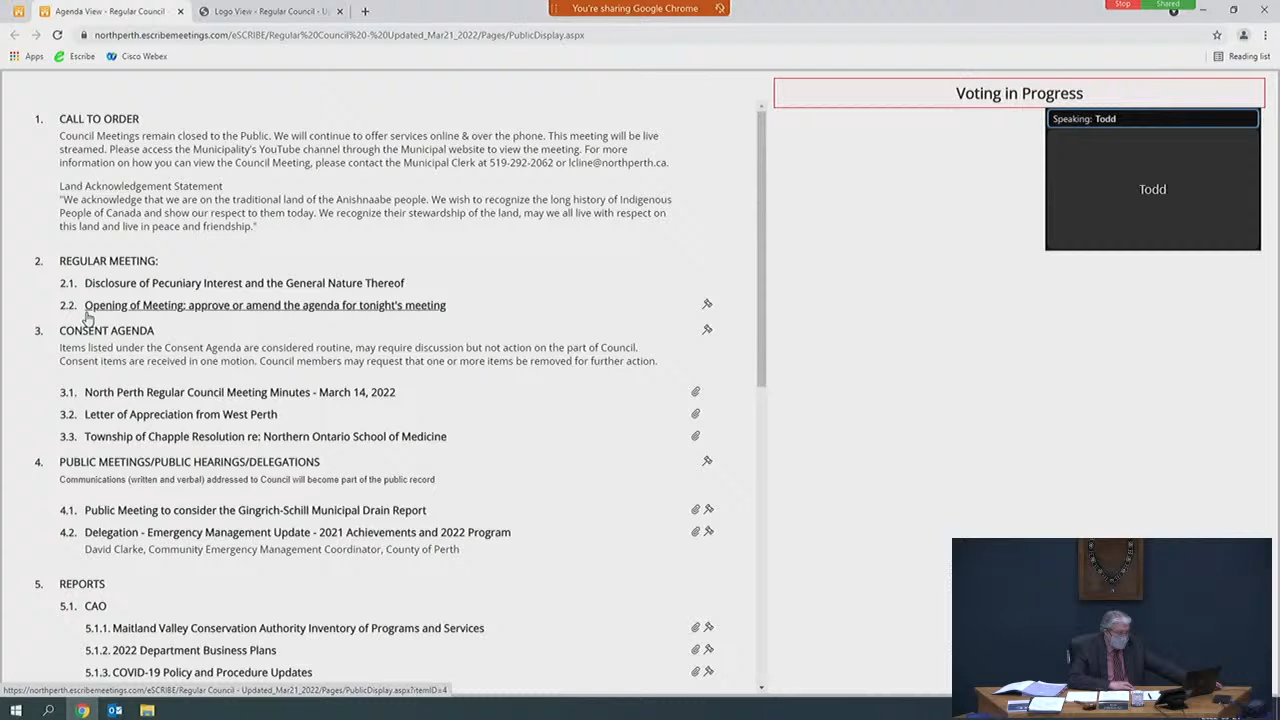 Agenda View - Regular Council
Logo View - Regular Council - U
You're sharing Google Chrome
Stop
Shared
northperth.escribemeetings.com/eSCRIBE/Regular%20Council%20-%20Updated_Mar21_2022/Pages/PublicDisplay.aspx
Apps
Escribe
Cisco Webex
Reading list
Voting in Progress
Speaking: Todd
Todd
1. CALL TO ORDER
Council Meetings remain closed to the Public. We will continue to offer services online & over the phone. This meeting will be live
streamed. Please access the Municipality's YouTube channel through the Municipal website to view the meeting. For more
information on how you can view the Council Meeting, please contact the Municipal Clerk at 519-292-2062 or lcline@northperth.ca.
Land Acknowledgement Statement
"We acknowledge that we are on the traditional land of the Anishnaabe people. We wish to recognize the long history of Indigenous
People of Canada and show our respect to them today. We recognize their stewardship of the land, may we all live with respect on
this land and live in peace and friendship."
2. REGULAR MEETING:
2.1. Disclosure of Pecuniary Interest and the General Nature Thereof
2.2. Opening of Meeting: approve or amend the agenda for tonight's meeting
3. CONSENT AGENDA
Items listed under the Consent Agenda are considered routine, may require discussion but not action on the part of Council.
Consent items are received in one motion. Council members may request that one or more items be removed for further action.
3.1. North Perth Regular Council Meeting Minutes - March 14, 2022
3.2. Letter of Appreciation from West Perth
3.3. Township of Chapple Resolution re: Northern Ontario School of Medicine
4. PUBLIC MEETINGS/PUBLIC HEARINGS/DELEGATIONS
Communications (written and verbal) addressed to Council will become part of the public record
4.1. Public Meeting to consider the Gingrich-Schill Municipal Drain Report
4.2. Delegation - Emergency Management Update - 2021 Achievements and 2022 Program
David Clarke, Community Emergency Management Coordinator, County of Perth
5. REPORTS
5.1. CAO
5.1.1. Maitland Valley Conservation Authority Inventory of Programs and Services
5.1.2. 2022 Department Business Plans
5.1.3. COVID-19 Policy and Procedure Updates
https://northperth.escribemeetings.com/eSCRIBE/Regular Council - Updated_Mar21_2022/Pages/PublicDisplay.aspx?itemID=4